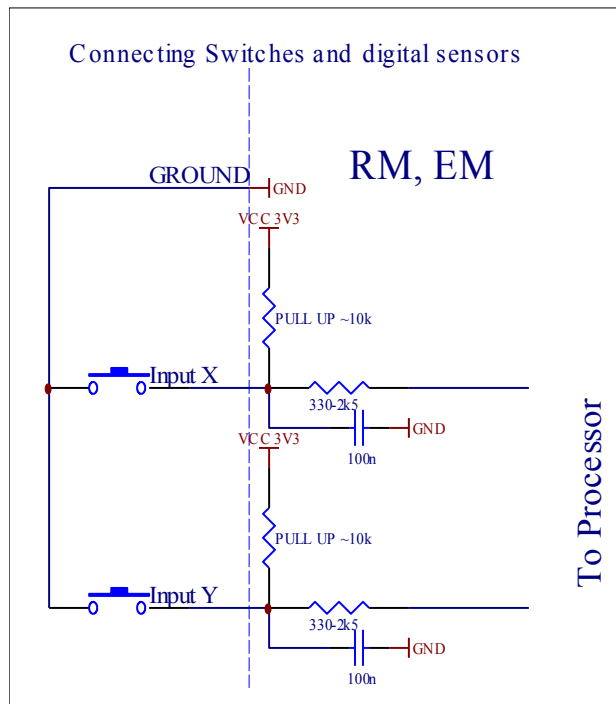 Connecting Switches and digital sensors
RM, EM
GROUND
GND
VCC 3V3
PULL UP ~10k
Input X
330-2k5
GND
100n
VCC 3V3
PULL UP ~10k
Input Y
330-2k5
GND
100n
To Processor